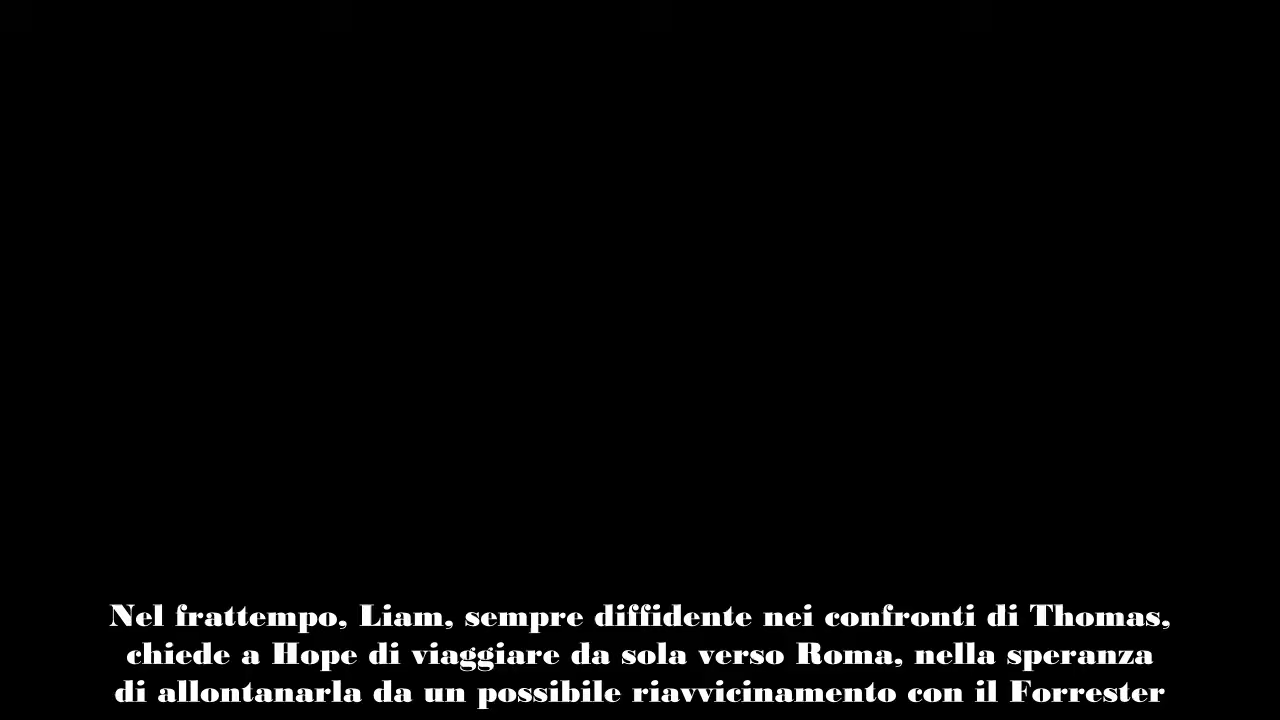 Nel frattempo, Liam, sempre diffidente nei confronti di Thomas,
chiede a Hope di viaggiare da sola verso Roma, nella speranza
di allontanarla da un possibile riavvicinamento con il Forrester